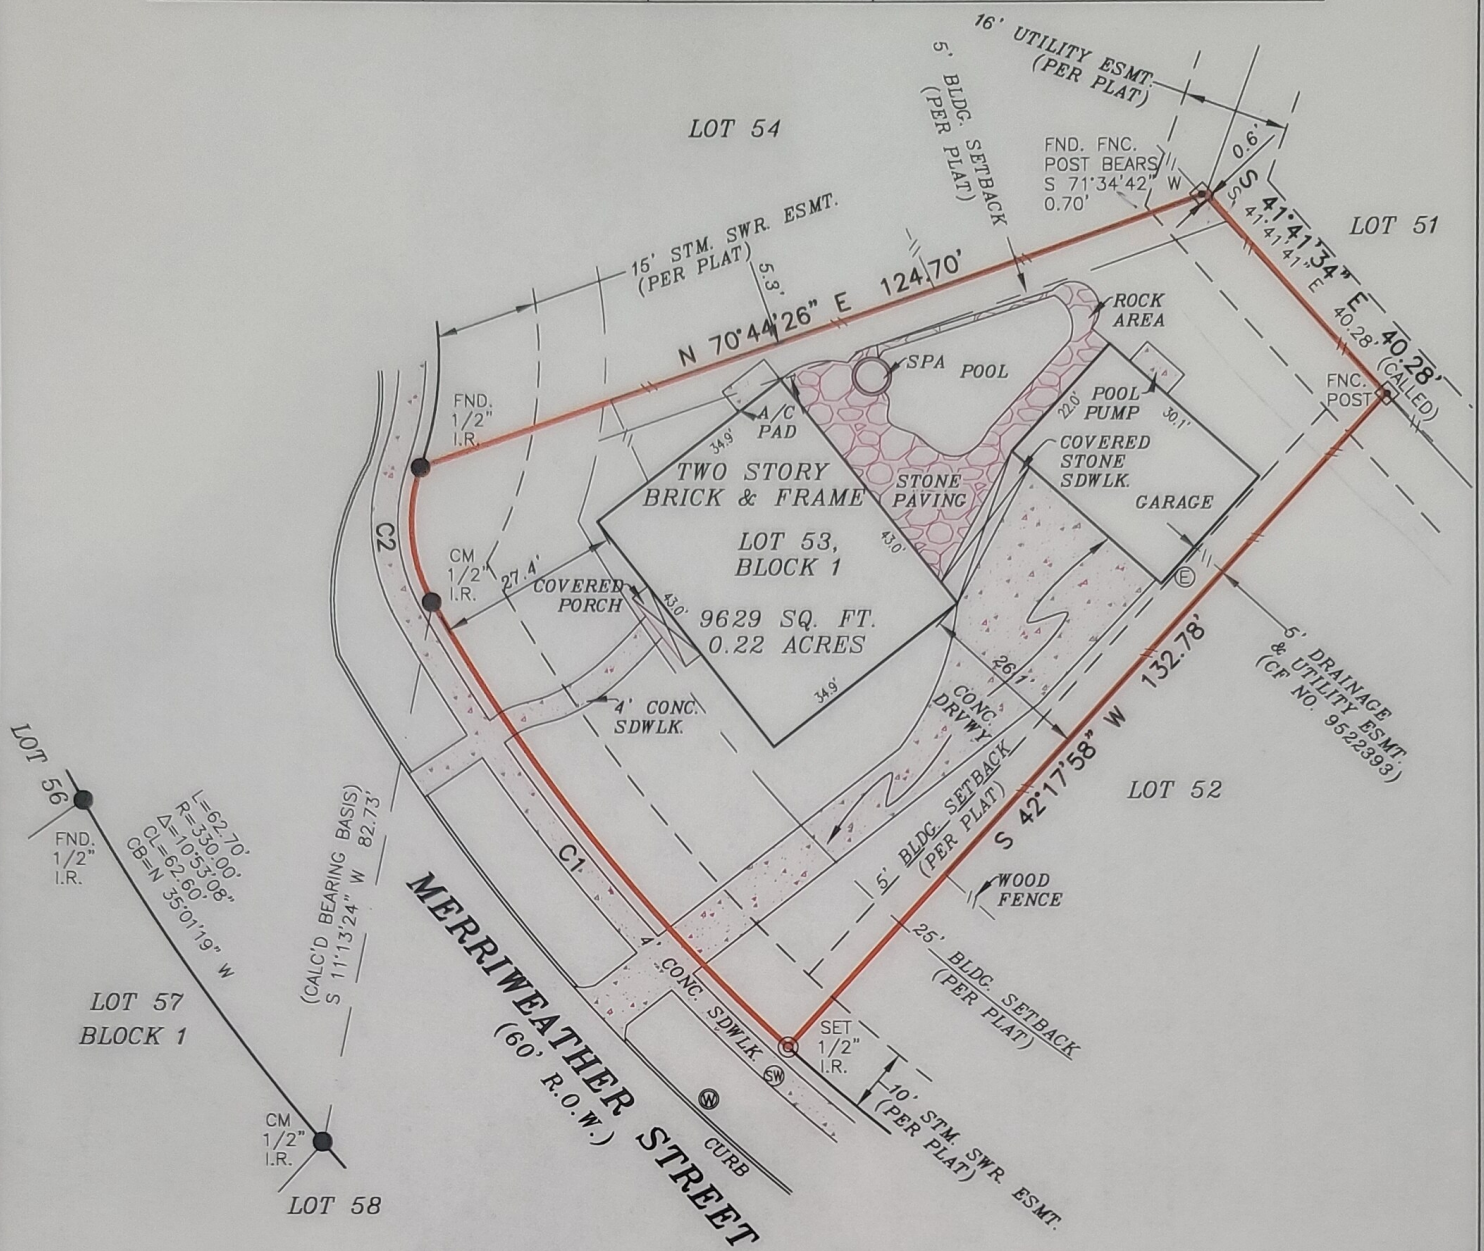 16' UTILITY ESMT.
(PER PLAT)
5' BLDG. SETBACK
(PER PLAT)
LOT 54
FND. FNC.
POST BEARS
S 71°34'42" W
0.70'
0.6'
S 41°41'34" E 40.28'
S 41°41'41" E 40.28' (CALLED)
LOT 51
15' STM. SWR. ESMT.
(PER PLAT)
5.3'
N 70°44'26" E 124.70'
ROCK
AREA
SPA
POOL
FNC.
POST
FND.
1/2"
I.R.
A/C
PAD
POOL
PUMP
22.0'
30.1'
34.9'
COVERED
STONE
SDWLK.
TWO STORY
BRICK & FRAME
STONE
PAVING
GARAGE
C2
LOT 53,
BLOCK 1
43.0'
CM
1/2"
I.R.
27.4'
COVERED
PORCH
43.0'
9629 SQ. FT.
0.22 ACRES
E
5' DRAINAGE
& UTILITY ESMT.
(CF NO. 9522393)
26.1'
34.9'
4' CONC.
SDWLK.
CONC.
DRVWY
S 42°17'58" W 132.78'
LOT 52
LOT 56
FND.
1/2"
I.R.
L=62.70'
R=330.00'
Δ=10°53'08"
CL=62.60'
CB=N 35°01'19" W
(CALC'D BEARING BASIS)
S 11°13'24" W 82.73'
C1
5' BLDG. SETBACK
(PER PLAT)
WOOD
FENCE
25' BLDG. SETBACK
(PER PLAT)
4' CONC. SDWLK.
MERRIWEATHER STREET
(60' R.O.W.)
LOT 57
BLOCK 1
SET
1/2"
I.R.
SW
W
CURB
10' STM. SWR. ESMT.
(PER PLAT)
CM
1/2"
I.R.
LOT 58